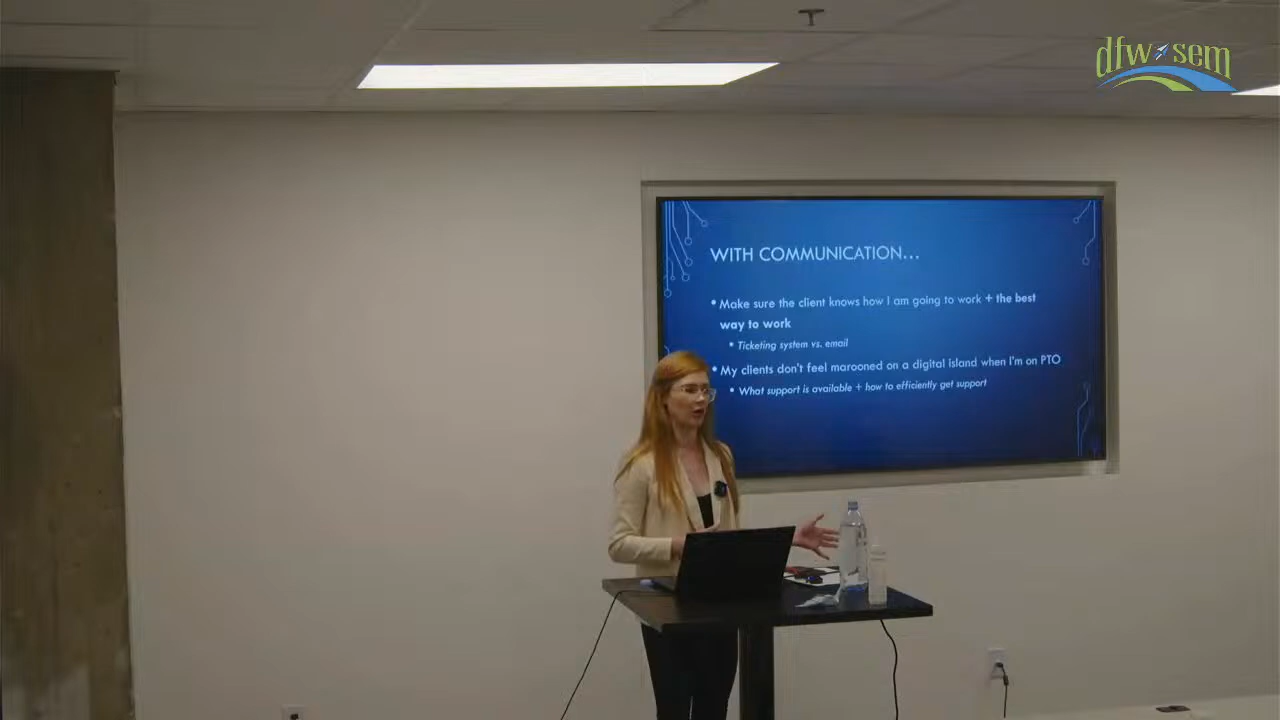 dfw sem
WITH COMMUNICATION...
• Make sure the client knows how I am going to work + the best
way to work
• Ticketing system vs. email
• My clients don't feel marooned on a digital island when I'm on PTO
• What support is available + how to efficiently get support